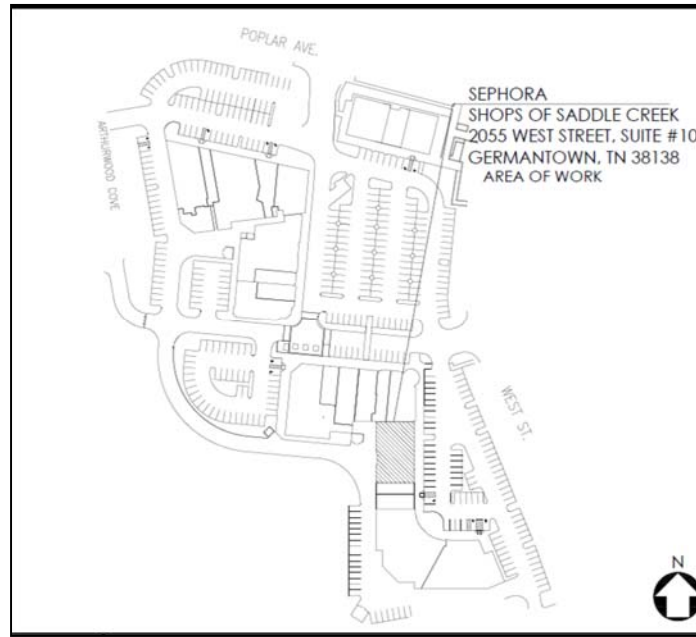 POPLAR AVE.
SEPHORA
SHOPS OF SADDLE CREEK
2055 WEST STREET, SUITE #10
GERMANTOWN, TN 38138
AREA OF WORK
ARTHURWOOD COVE
WEST ST.
N